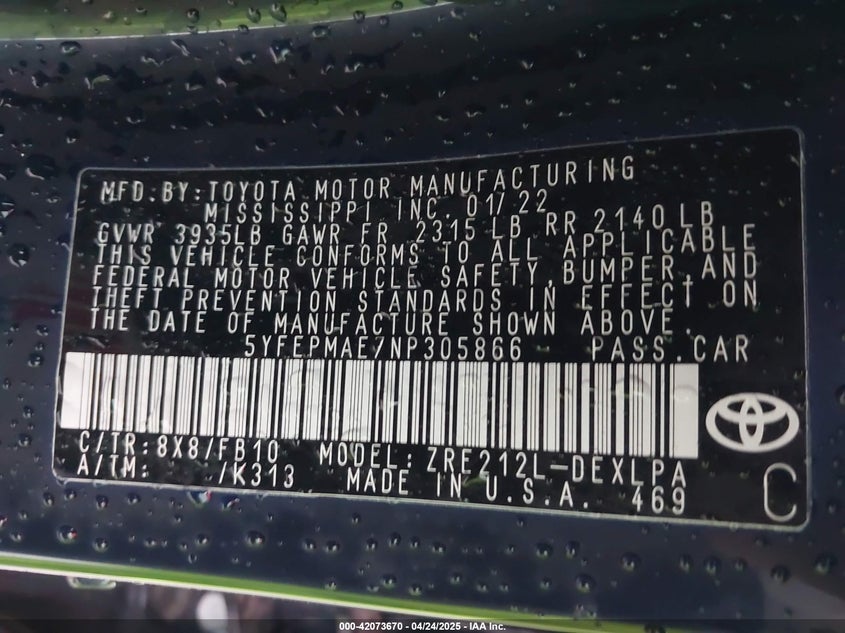 MFD.BY:TOYOTA MOTOR MANUFACTURING
MISSISSIPPI INC. 01/22
GVWR 3935LB GAWR FR 2315 LB RR 2140LB
THIS VEHICLE CONFORMS TO ALL APPLICABLE
FEDERAL MOTOR VEHICLE SAFETY,BUMPER,AND
THEFT PREVENTION STANDARDS IN EFFECT ON
THE DATE OF MANUFACTURE SHOWN ABOVE.
5YFEPMAE7NP305866 PASS.CAR
C/TR:8X8/FB10 MODEL:ZRE212L-DEXLPA
A/TM: /K313 MADE IN U.S.A. 469
C
000-42073670 - 04/24/2025 - IAA Inc.